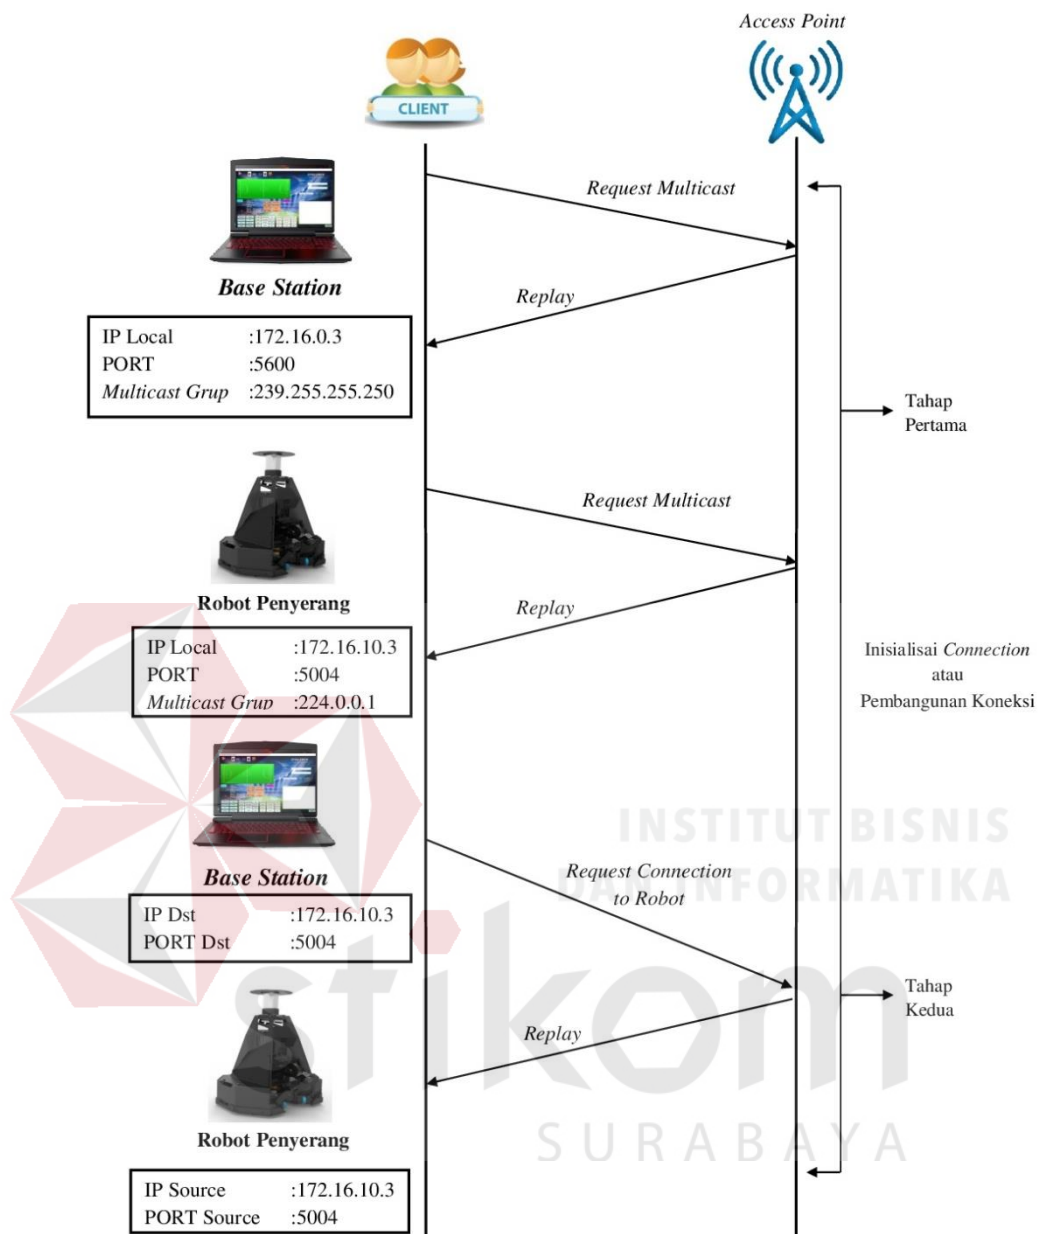 Access Point
CLIENT
Request Multicast
Base Station
Replay
IP Local :172.16.0.3
PORT :5600
Multicast Grup :239.255.255.250
Tahap
Pertama
Request Multicast
Robot Penyerang
Replay
IP Local :172.16.10.3
PORT :5004
Multicast Grup :224.0.0.1
Inisialisai Connection
atau
Pembangunan Koneksi
INSTITUT BISNIS
DAN INFORMATIKA
Request Connection
to Robot
Base Station
IP Dst :172.16.10.3
PORT Dst :5004
stikom
SURABAYA
Tahap
Kedua
Replay
Robot Penyerang
IP Source :172.16.10.3
PORT Source :5004